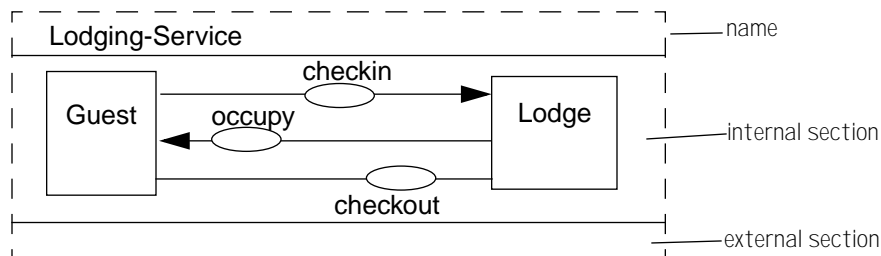 Lodging-Service
name
checkin
Guest
occupy
Lodge
internal section
checkout
external section